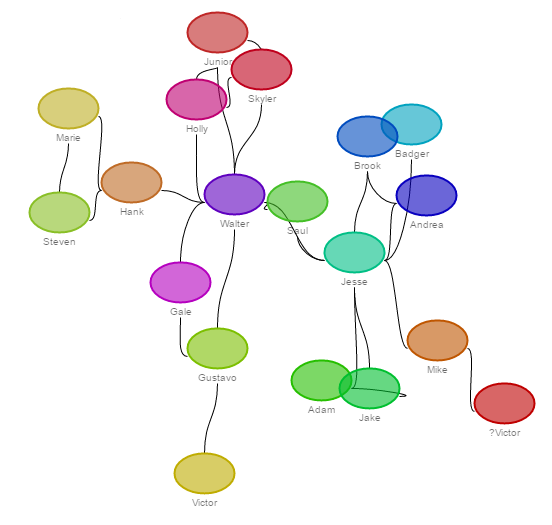 Junior
Skyler
Holly
Marie
Badger
Brook
Hank
Steven
Walter
Saul
Andrea
Jesse
Gale
Gustavo
Mike
Adam
Jake
?Victor
Victor